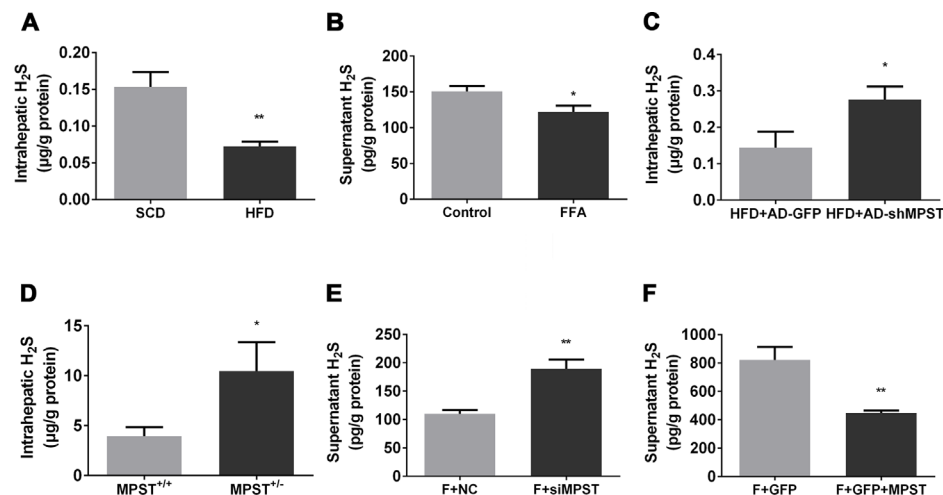 A
Intrahepatic H₂S
(µg/g protein)
0.20
0.15
0.10
0.05
0.00
**
SCD HFD
B
Supernatant H₂S
(pg/g protein)
150
100
50
0
*
Control FFA
C
Intrahepatic H₂S
(µg/g protein)
0.4
0.3
0.2
0.1
0.0
*
HFD+AD-GFP HFD+AD-shMPST
D
Intrahepatic H₂S
(µg/g protein)
15
10
5
0
*
MPST⁺/⁺ MPST⁺/⁻
E
Supernatant H₂S
(pg/g protein)
250
200
150
100
50
0
**
F+NC F+siMPST
F
Supernatant H₂S
(pg/g protein)
1000
800
600
400
200
0
**
F+GFP F+GFP+MPST